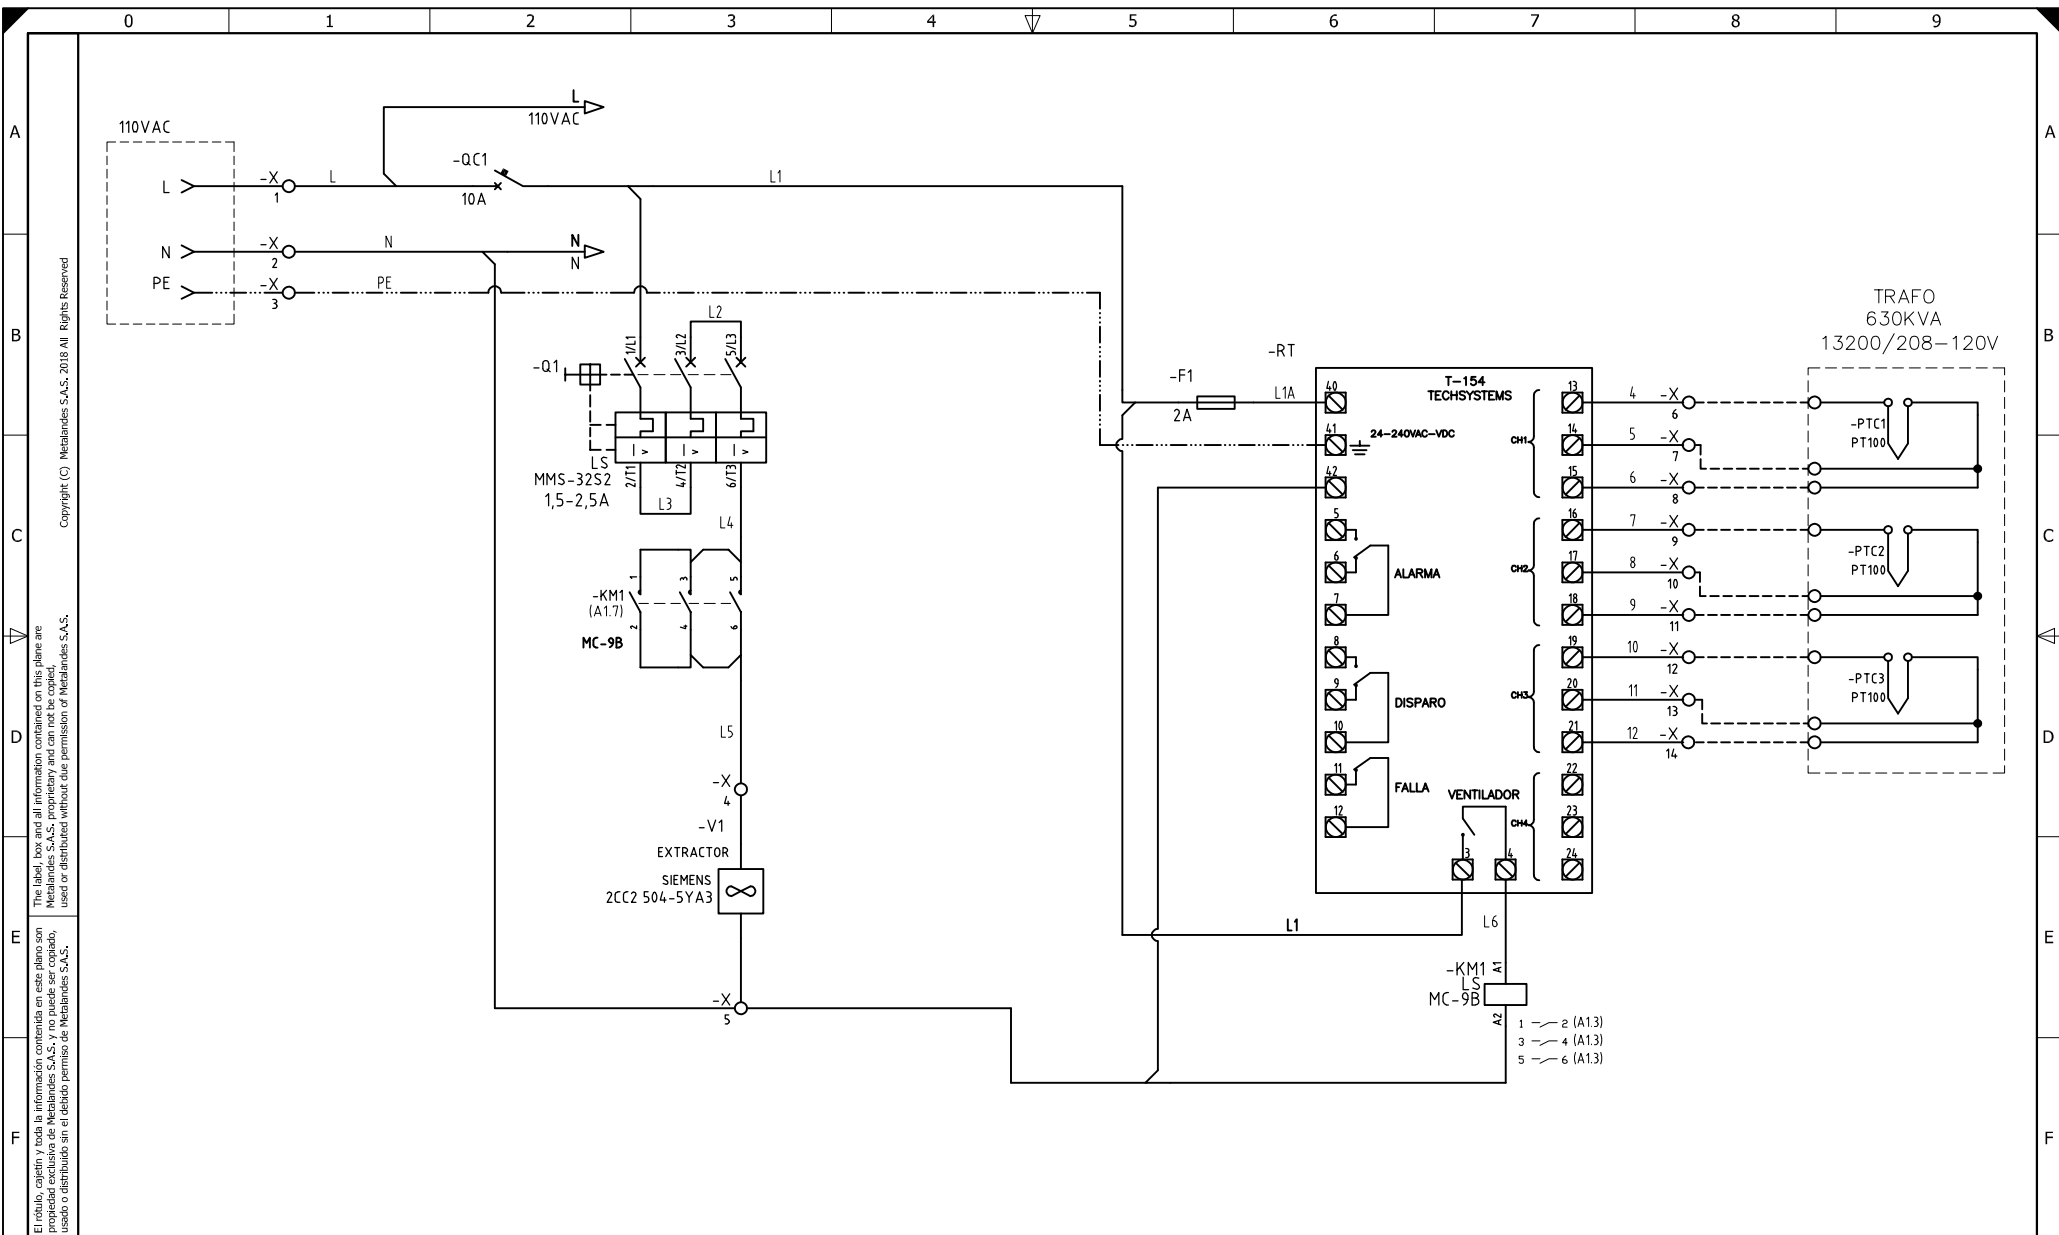 0 1 2 3 4 5 6 7 8 9
A
B
C
D
E
F
A
B
C
D
E
F
Copyright (C) Metalandes S.A.S. 2018 All Rights Reserved
The label, box and all information contained on this plane are
Metalandes S.A.S. proprietary and can not be copied,
used or distributed without due permission of Metalandes S.A.S.
El rótulo, cajetín y toda la información contenida en este plano son
propiedad exclusiva de Metalandes S.A.S. y no puede ser copiado,
usado o distribuido sin el debido permiso de Metalandes S.A.S.
110VAC
L
N
PE
-X
1
L
-X
2
N
-X
3
PE
L
110VAC
-QC1
10A
L1
N
N
L2
1/L1
3/L2
5/L3
-Q1
I >
I >
I >
LS
MMS-32S2
1,5-2,5A
2/T1
4/T2
6/T3
L3
L4
1
3
5
-KM1
(A1.7)
2
4
6
MC-9B
L5
-X
4
-V1
EXTRACTOR
SIEMENS
2CC2 504-5YA3
-X
5
-F1
2A
L1A
-RT
T-154
TECHSYSTEMS
40
41
24-240VAC-VDC
42
5
6
ALARMA
7
8
9
DISPARO
10
11
FALLA
12
VENTILADOR
3
4
13
14
CH1
15
16
17
CH2
18
19
20
CH3
21
22
23
CH4
24
L1
L6
-KM1
LS
MC-9B
A1
A2
1 2 (A1.3)
3 4 (A1.3)
5 6 (A1.3)
4 -X
6
5 -X
7
6 -X
8
7 -X
9
8 -X
10
9 -X
11
10 -X
12
11 -X
13
12 -X
14
TRAFO
630KVA
13200/208-120V
-PTC1
PT100
-PTC2
PT100
-PTC3
PT100